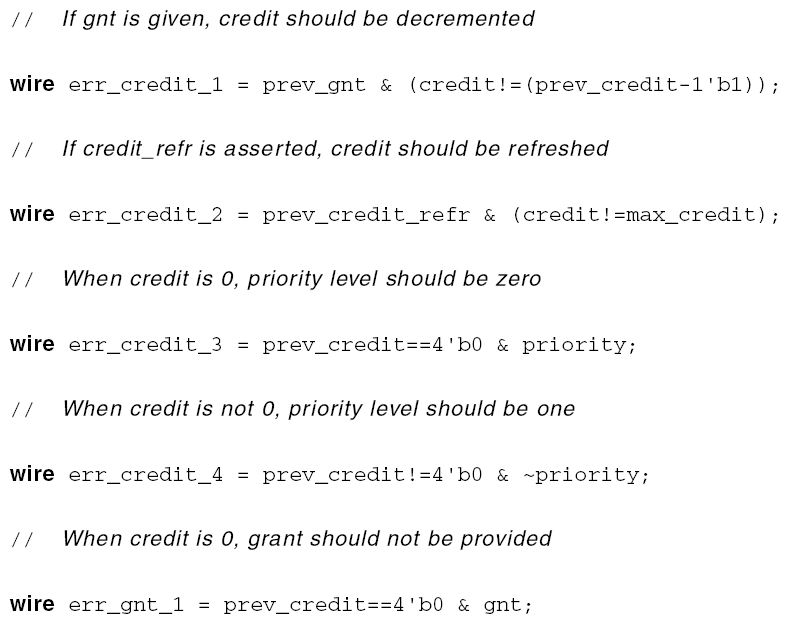 // If gnt is given, credit should be decremented
wire err_credit_1 = prev_gnt & (credit!=(prev_credit-1'b1));
// If credit_refr is asserted, credit should be refreshed
wire err_credit_2 = prev_credit_refr & (credit!=max_credit);
// When credit is 0, priority level should be zero
wire err_credit_3 = prev_credit==4'b0 & priority;
// When credit is not 0, priority level should be one
wire err_credit_4 = prev_credit!=4'b0 & ~priority;
// When credit is 0, grant should not be provided
wire err_gnt_1 = prev_credit==4'b0 & gnt;